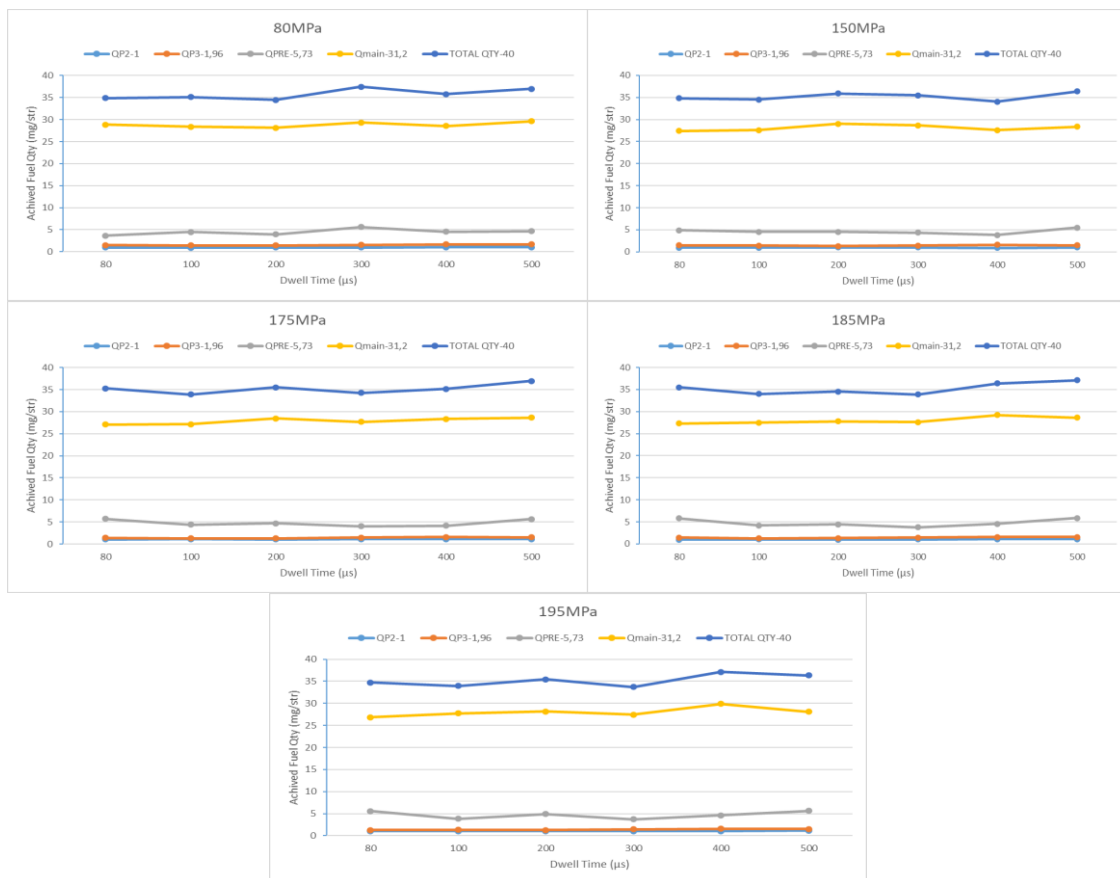 80MPa
QP2-1 QP3-1,96 QPRE-5,73 Qmain-31,2 TOTAL QTY-40
Achived Fuel Qty (mg/str)
40
35
30
25
20
15
10
5
0
80 100 200 300 400 500
Dwell Time (µs)
150MPa
QP2-1 QP3-1,96 QPRE-5,73 Qmain-31,2 TOTAL QTY-40
Achived Fuel Qty (mg/str)
40
35
30
25
20
15
10
5
0
80 100 200 300 400 500
Dwell Time (µs)
175MPa
QP2-1 QP3-1,96 QPRE-5,73 Qmain-31,2 TOTAL QTY-40
Achived Fuel Qty (mg/str)
40
35
30
25
20
15
10
5
0
80 100 200 300 400 500
Dwell Time (µs)
185MPa
QP2-1 QP3-1,96 QPRE-5,73 Qmain-31,2 TOTAL QTY-40
Achived Fuel Qty (mg/str)
40
35
30
25
20
15
10
5
0
80 100 200 300 400 500
Dwell Time (µs)
195MPa
QP2-1 QP3-1,96 QPRE-5,73 Qmain-31,2 TOTAL QTY-40
Achived Fuel Qty (mg/str)
40
35
30
25
20
15
10
5
0
80 100 200 300 400 500
Dwell Time (µs)